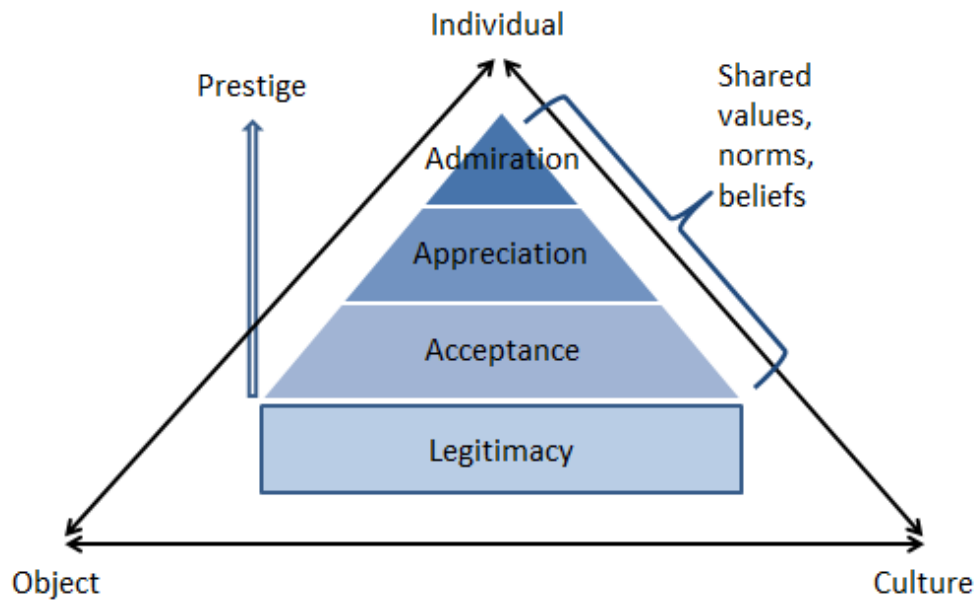 Individual
Prestige
Shared
values,
norms,
beliefs
Admiration
Appreciation
Acceptance
Legitimacy
Object
Culture